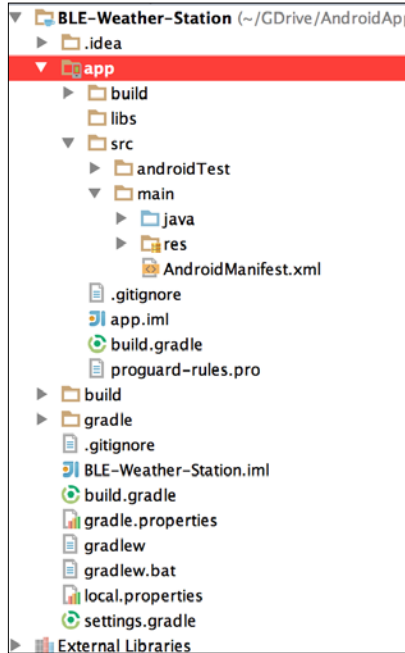 BLE-Weather-Station (~/GDrive/AndroidApp
.idea
app
build
libs
src
androidTest
main
java
res
AndroidManifest.xml
.gitignore
app.iml
build.gradle
proguard-rules.pro
build
gradle
.gitignore
BLE-Weather-Station.iml
build.gradle
gradle.properties
gradlew
gradlew.bat
local.properties
settings.gradle
External Libraries